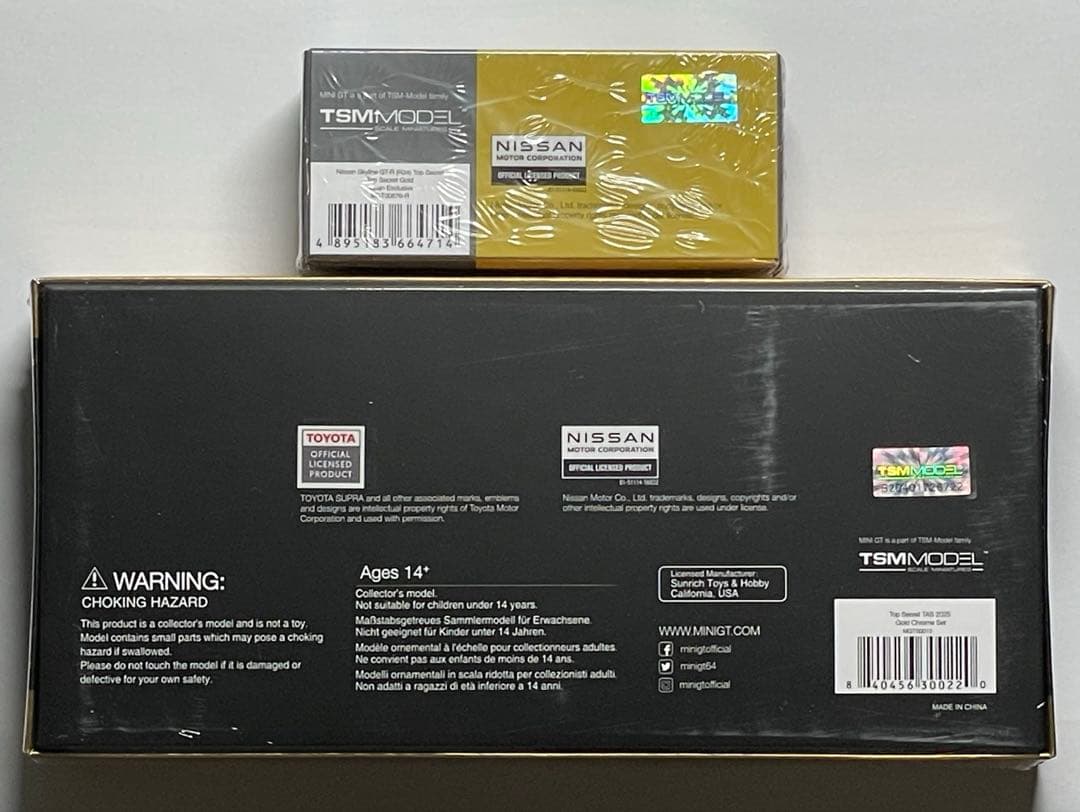 MINI GT is a part of TSM-Model family
TSMMODEL
SCALE MINIATURES
NISSAN
MOTOR CORPORATION
OFFICIAL LICENSED PRODUCT
Nissan Skyline GT-R (R34) Top Secret
Top Secret Gold
Japan Exclusive
4 895183 664714
TOYOTA
OFFICIAL
LICENSED
PRODUCT
TOYOTA SUPRA and all other associated marks, emblems
and designs are intellectual property rights of Toyota Motor
Corporation and used with permission.
NISSAN
MOTOR CORPORATION
OFFICIAL LICENSED PRODUCT
Nissan Motor Co., Ltd. trademarks, designs, copyrights and/or
other intellectual property rights are used under license.
TSMMODEL
MINI GT is a part of TSM-Model family
TSMMODEL™
SCALE MINIATURES
⚠ WARNING:
CHOKING HAZARD
This product is a collector's model and is not a toy.
Model contains small parts which may pose a choking
hazard if swallowed.
Please do not touch the model if it is damaged or
defective for your own safety.
Ages 14+
Collector's model.
Not suitable for children under 14 years.
Maßstabsgetreues Sammlermodell für Erwachsene.
Nicht geeignet für Kinder unter 14 Jahren.
Modèle ornemental à l'échelle pour collectionneurs adultes.
Ne convient pas aux enfants de moins de 14 ans.
Modelli ornamentali in scala ridotta per collezionisti adulti.
Non adatti a ragazzi di età inferiore a 14 anni.
Licensed Manufacturer:
Sunrich Toys & Hobby
California, USA
WWW.MINIGT.COM
minigtofficial
minigt64
minigtofficial
Top Secret TAS 2025
Gold Chrome Set
8 40456 30022 0
MADE IN CHINA